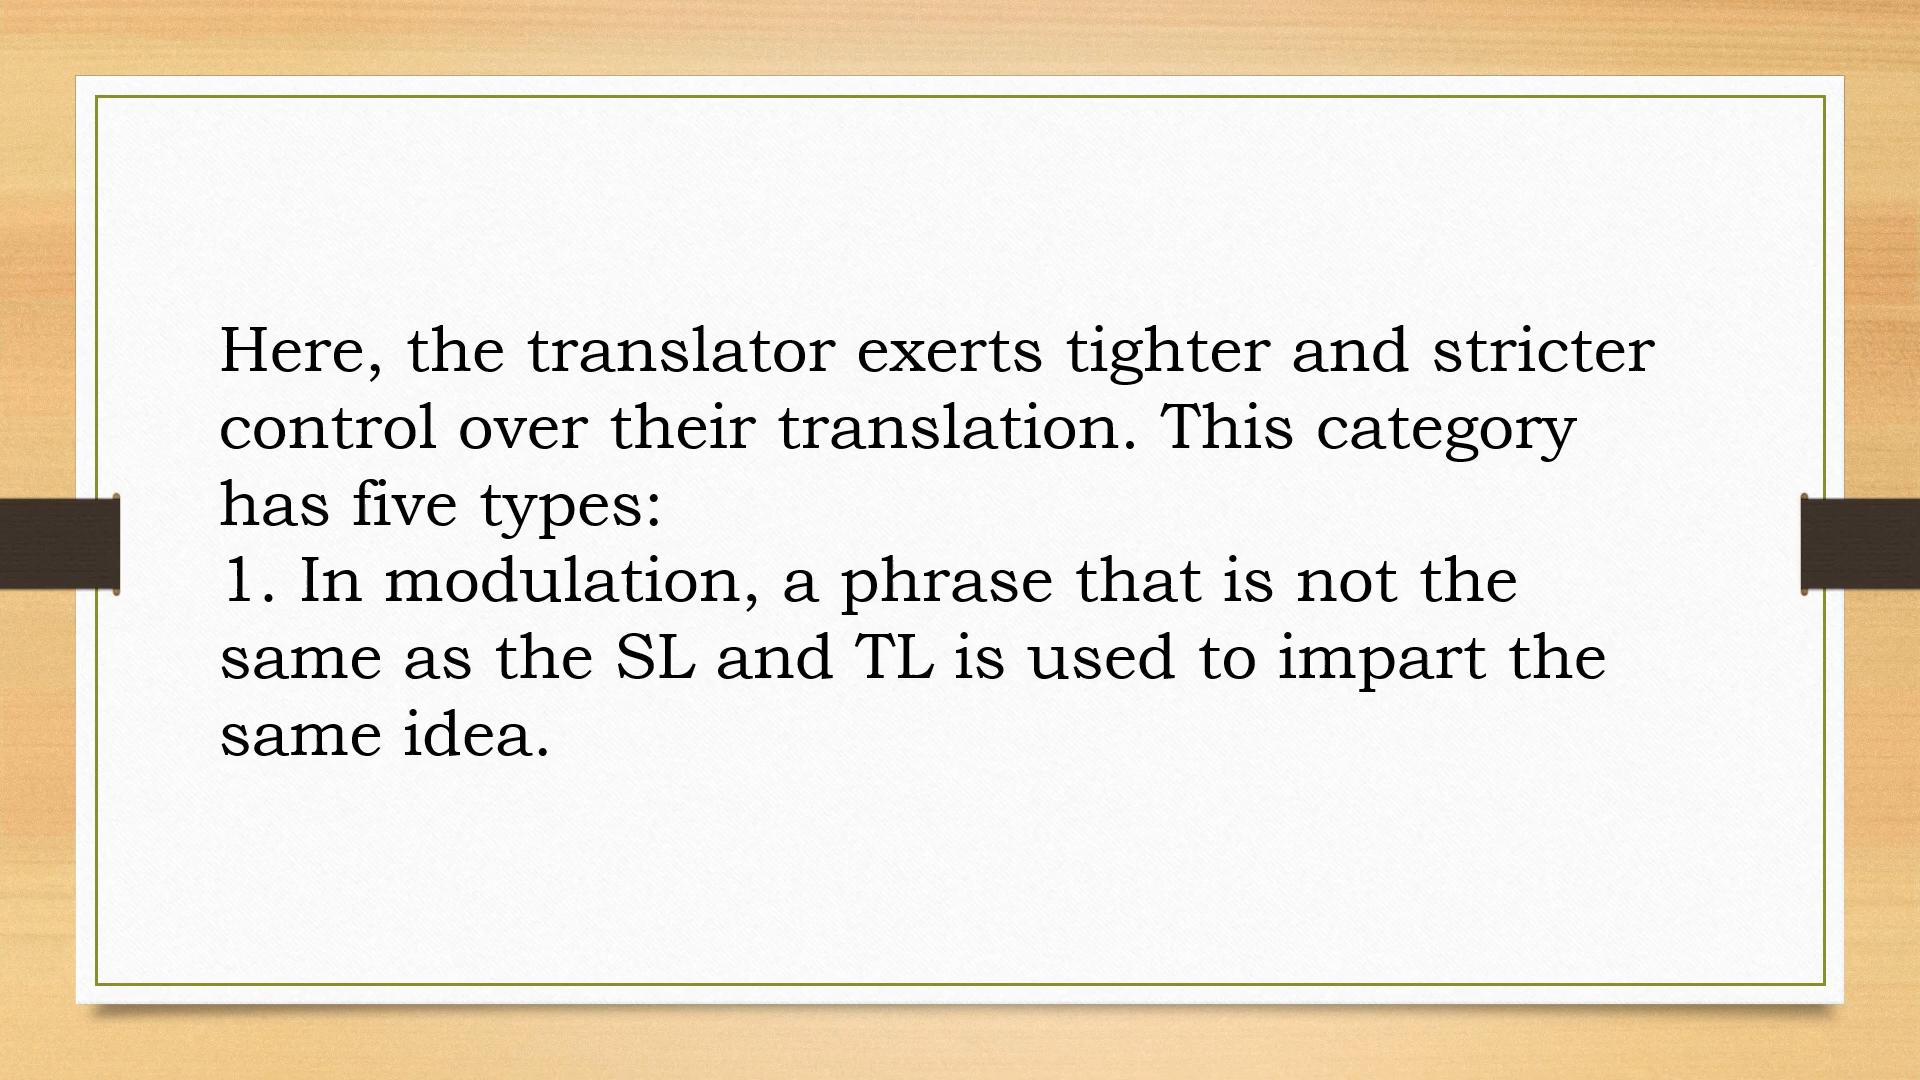 Here, the translator exerts tighter and stricter
control over their translation. This category
has five types:
1. In modulation, a phrase that is not the
same as the SL and TL is used to impart the
same idea.